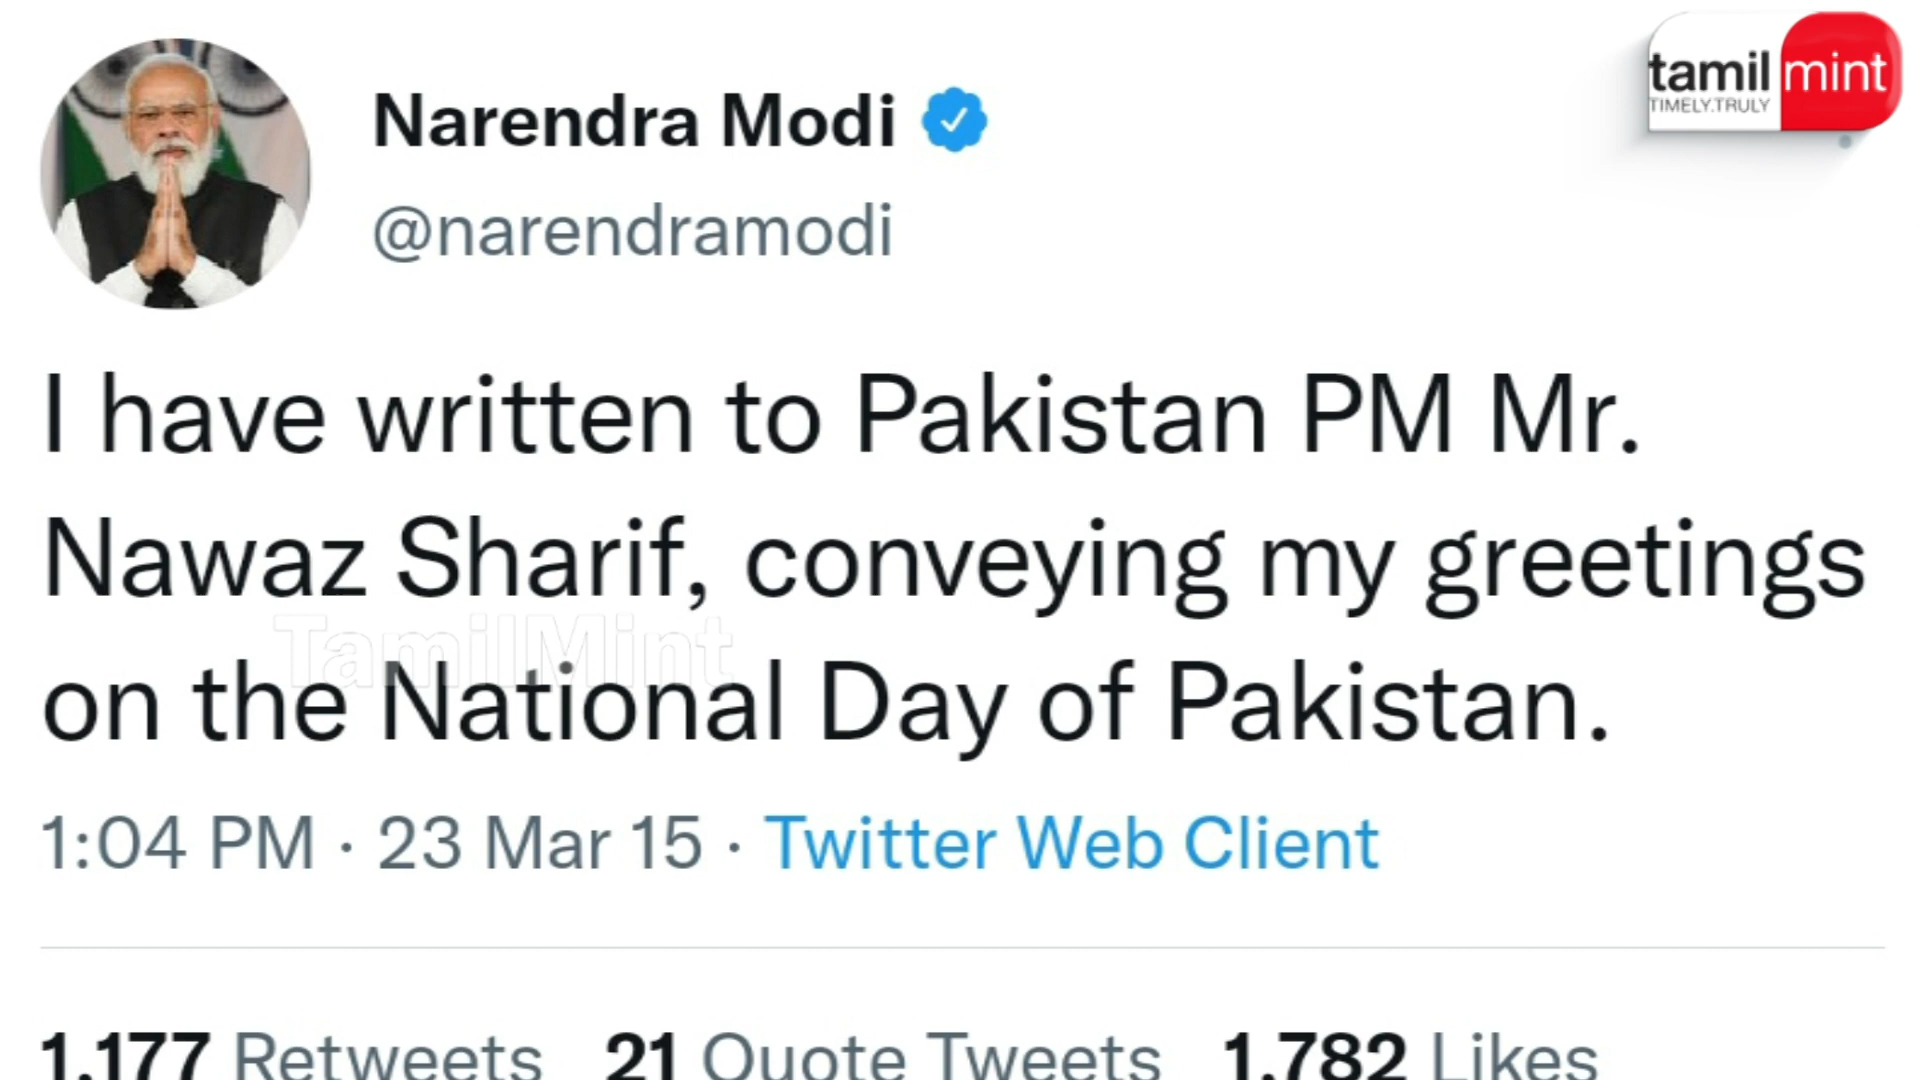 tamil mint
TIMELY.TRULY
Narendra Modi
@narendramodi
I have written to Pakistan PM Mr.
Nawaz Sharif, conveying my greetings
TamilMint
on the National Day of Pakistan.
1:04 PM · 23 Mar 15 · Twitter Web Client
1,177 Retweets 21 Quote Tweets 1,782 Likes